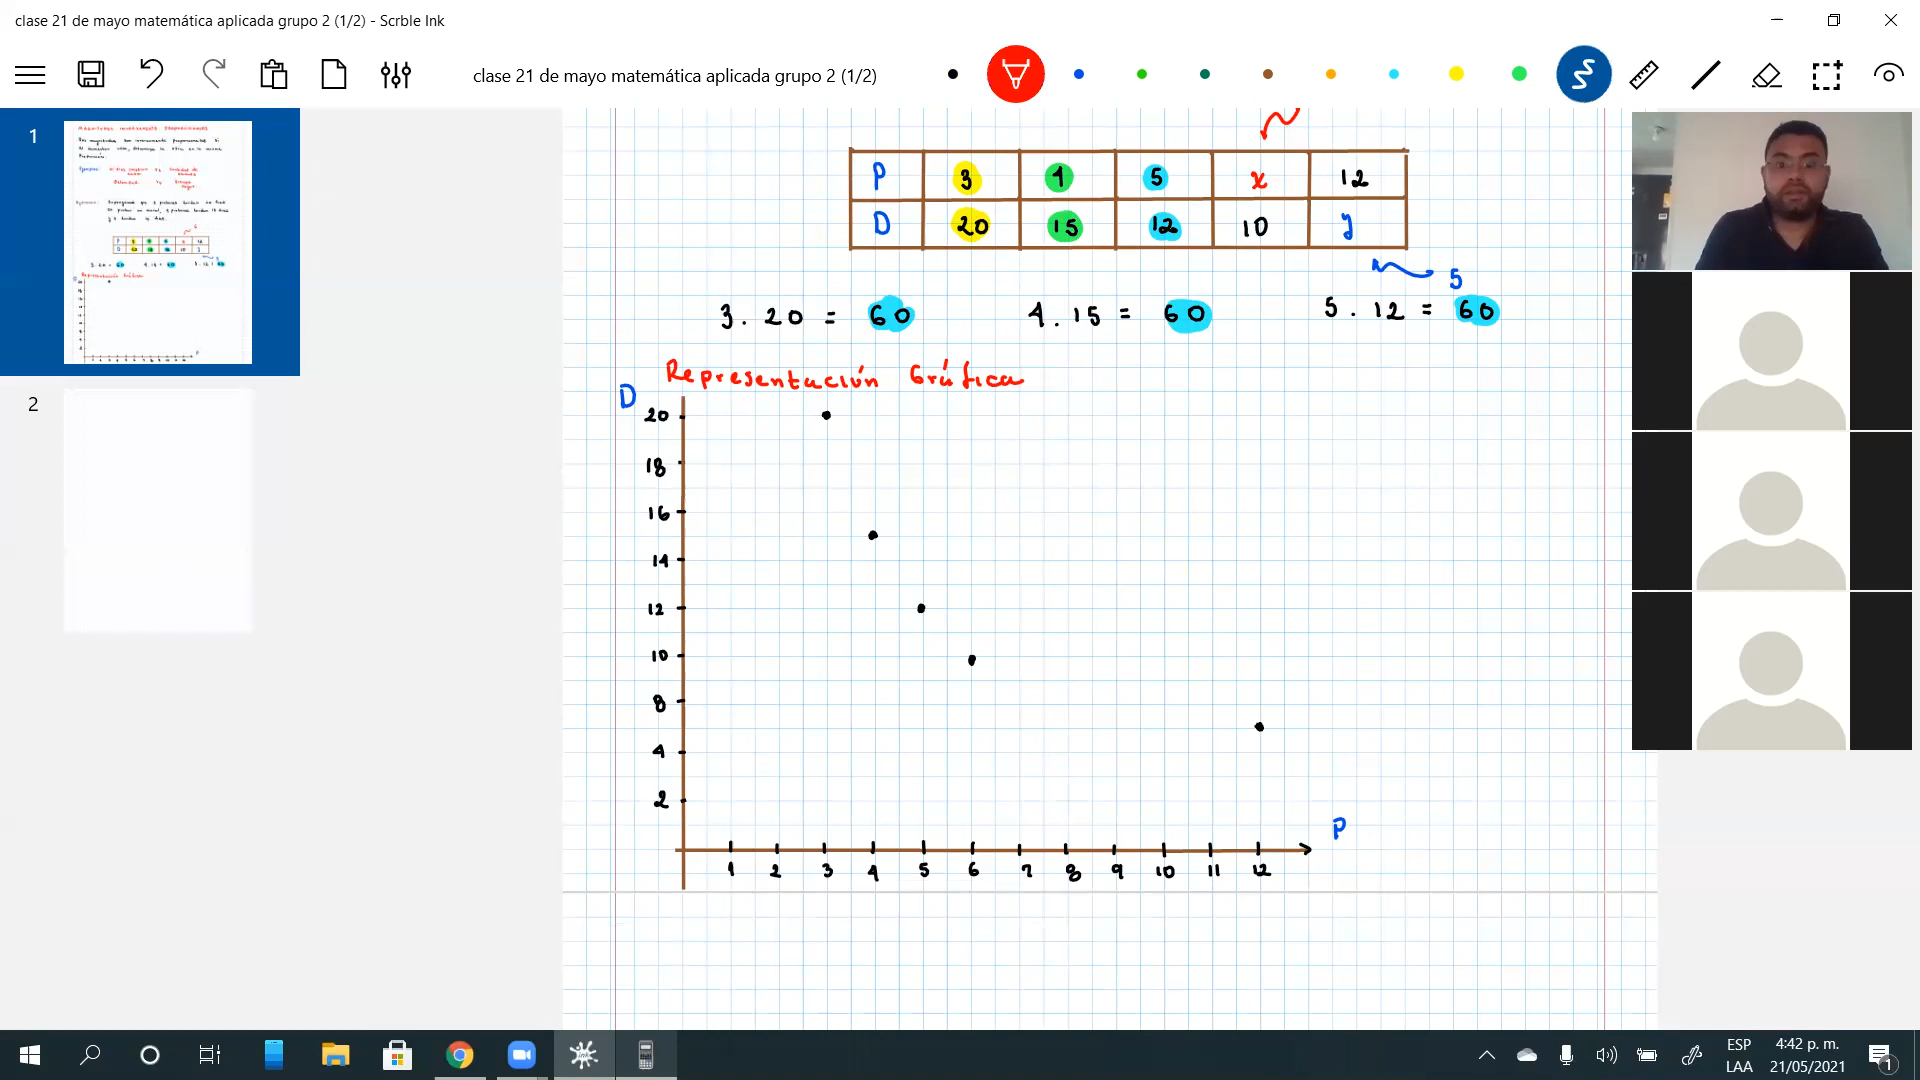 clase 21 de mayo matemática aplicada grupo 2 (1/2) - Scrble Ink
clase 21 de mayo matemática aplicada grupo 2 (1/2)
1
2
P 3 4 5 x 12
D 20 15 12 10 y
5
3 . 20 = 60 4 . 15 = 60 5 . 12 = 60
Representación Gráfica
D
20
18
16
14
12
10
8
4
2
P
1 2 3 4 5 6 7 8 9 10 11 12
ESP 4:42 p. m.
LAA 21/05/2021
1